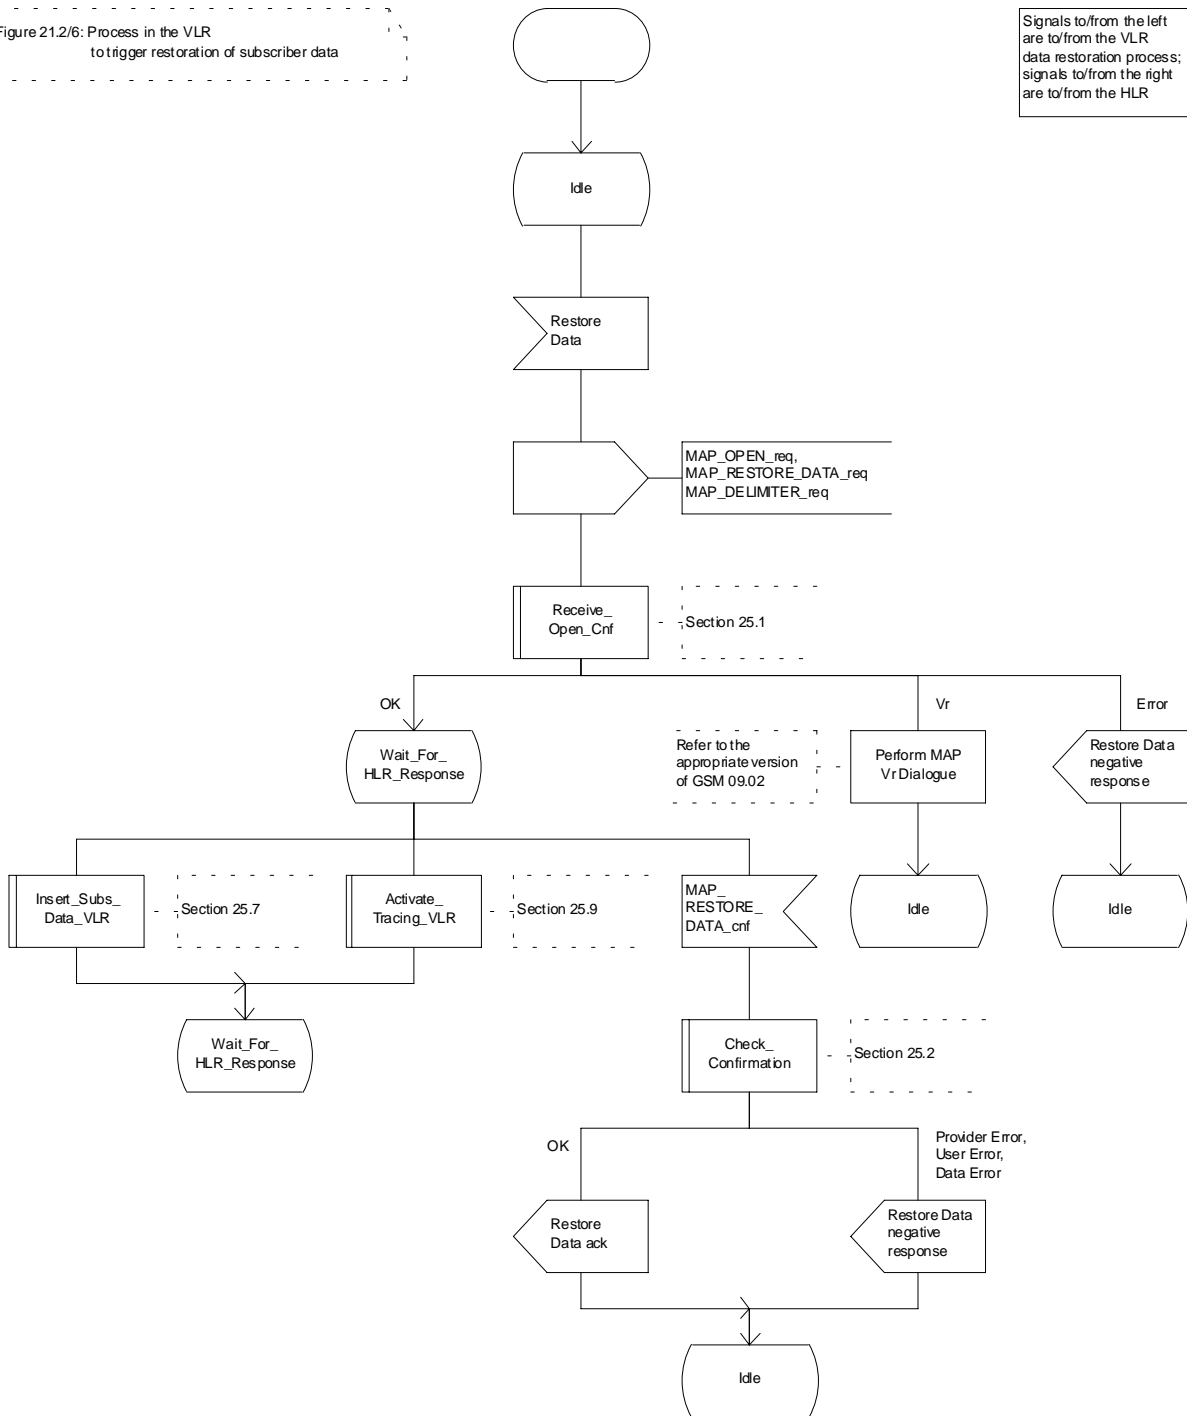 Figure 21.2/6: Process in the VLR
to trigger restoration of subscriber data
Signals to/from the left
are to/from the VLR
data restoration process;
signals to/from the right
are to/from the HLR
Idle
Restore
Data
MAP_OPEN_req,
MAP_RESTORE_DATA_req
MAP_DELIMITER_req
Receive_
Open_Cnf
Section 25.1
OK
Vr
Error
Wait_For_
HLR_Response
Refer to the
appropriate version
of GSM 09.02
Perform MAP
Vr Dialogue
Restore Data
negative
response
Insert_Subs_
Data_VLR
Section 25.7
Activate_
Tracing_VLR
Section 25.9
MAP_
RESTORE_
DATA_cnf
Idle
Idle
Wait_For_
HLR_Response
Check_
Confirmation
Section 25.2
OK
Provider Error,
User Error,
Data Error
Restore
Data ack
Restore Data
negative
response
Idle